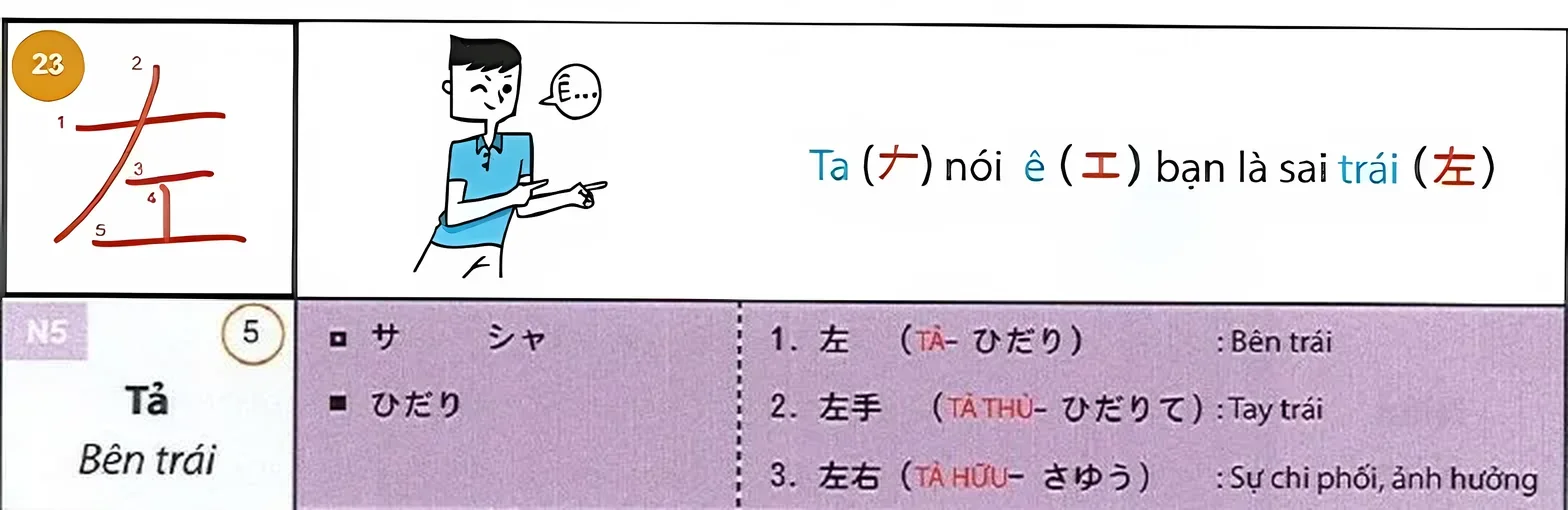 23
2
1
3
4
5
左
Ê...
Ta (ナ) nói ê (工) bạn là sai trái (左)
N5
5
Tả
Bên trái
サ シャ
ひだり
1. 左 (TẢ- ひだり) : Bên trái
2. 左手 (TẢ THỦ- ひだりて) : Tay trái
3. 左右 (TẢ HỮU- さゆう) : Sự chi phối, ảnh hưởng